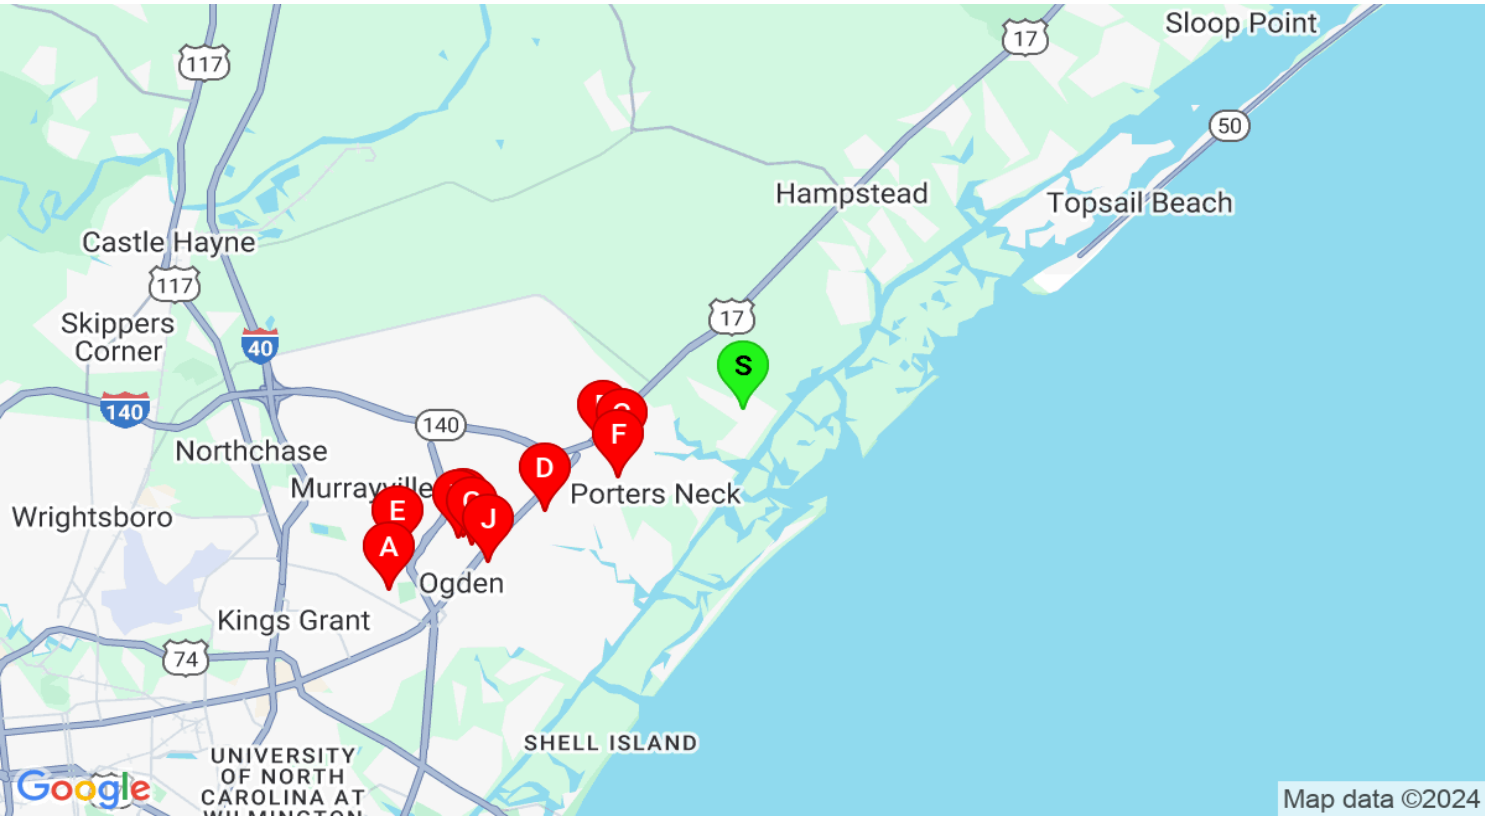 Sloop Point
17
117
50
Hampstead
Topsail Beach
Castle Hayne
117
17
Skippers
Corner
40
S
140
140
F
Northchase
D
Murrayville
Porters Neck
E
J
Wrightsboro
A
Ogden
Kings Grant
74
SHELL ISLAND
UNIVERSITY
OF NORTH
CAROLINA AT
WILMINGTON
Google
Map data ©2024